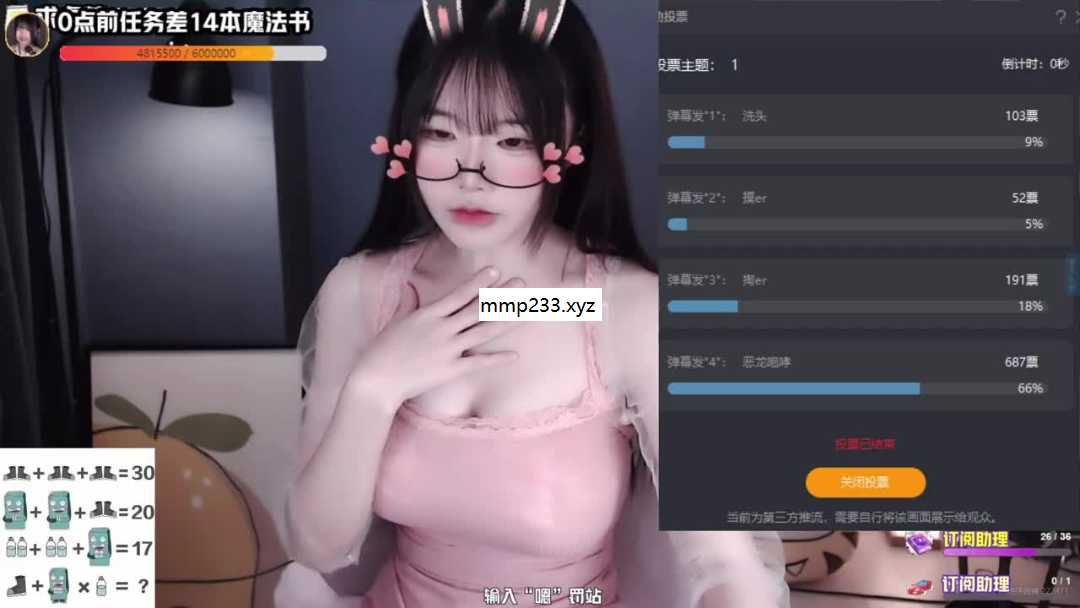 求0点前任务差14本魔法书
4815500 / 6000000
投票
投票主题： 1
倒计时：0秒
弹幕发"1"： 洗头
103票
9%
弹幕发"2"： 摸er
52票
5%
弹幕发"3"： 掏er
191票
18%
弹幕发"4"： 恶龙咆哮
687票
66%
投票已结束
关闭投票
当前为第三方推流，需要自行将该画面展示给观众。
mmp233.xyz
+ + =30
+ + =20
+ + =17
+ × = ?
输入“嗯”罚站
订阅助理
26 / 36
订阅助理
0 / 1